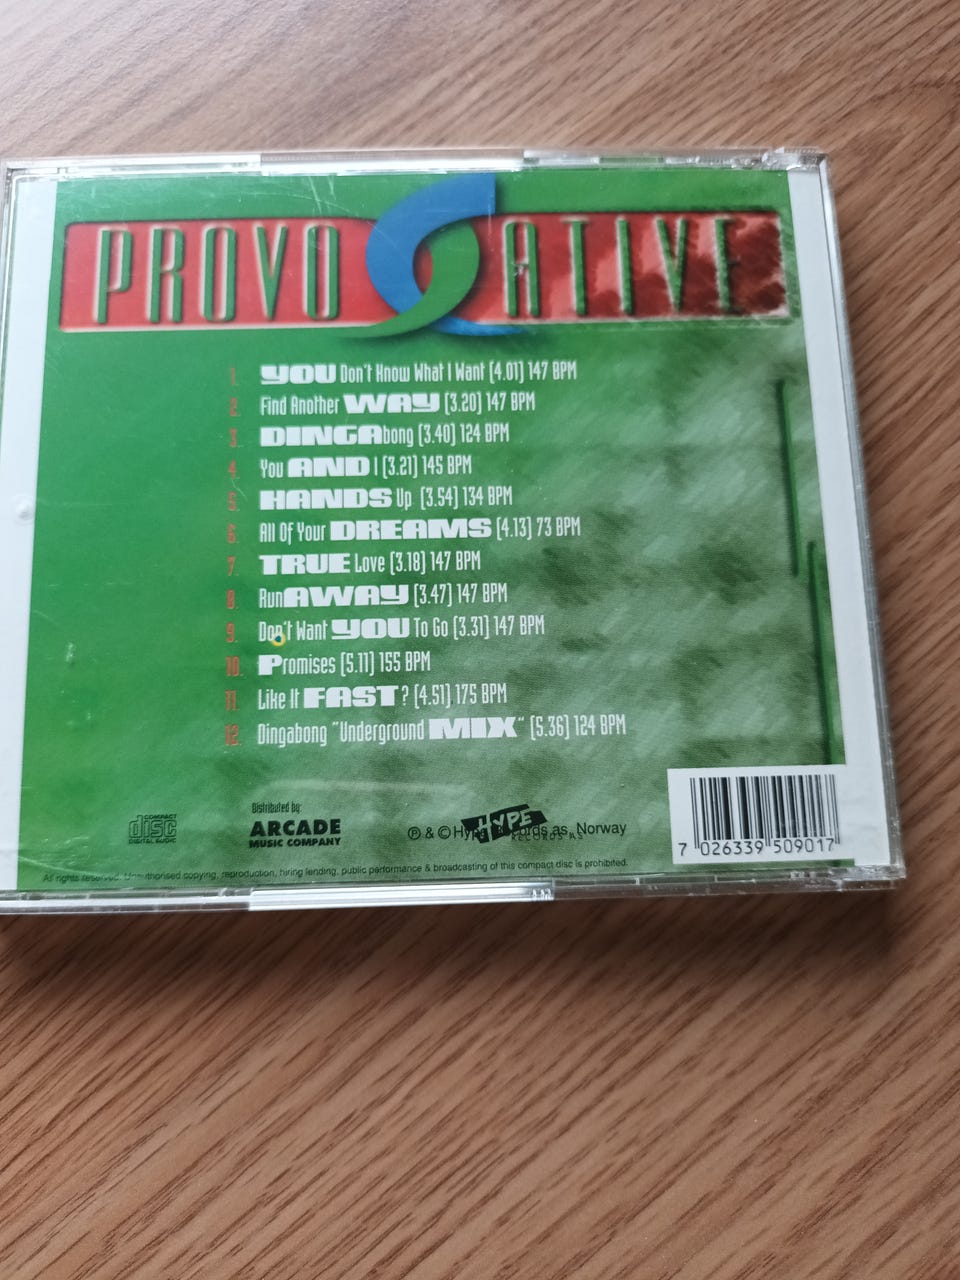 PROVOCATIVE
1. YOU Don't Know What I Want (4.01) 147 BPM
2. Find Another WAY (3.20) 147 BPM
3. DINGAbong (3.40) 124 BPM
4. You AND I (3.21) 145 BPM
5. HANDS Up (3.54) 134 BPM
6. All Of Your DREAMS (4.13) 73 BPM
7. TRUE Love (3.18) 147 BPM
8. RunAWAY (3.47) 147 BPM
9. Don't Want YOU To Go (3.31) 147 BPM
10. Promises (5.11) 155 BPM
11. Like It FAST? (4.51) 175 BPM
12. Dingabong "Underground MIX" (5.36) 124 BPM
COMPACT
disc
DIGITAL AUDIO
Distributed by:
ARCADE
MUSIC COMPANY
HYPE
RECORDS AS
℗ & © Hype Records as, Norway
7 026339 509017
All rights reserved. Unauthorised copying, reproduction, hiring lending, public performance & broadcasting of this compact disc is prohibited.